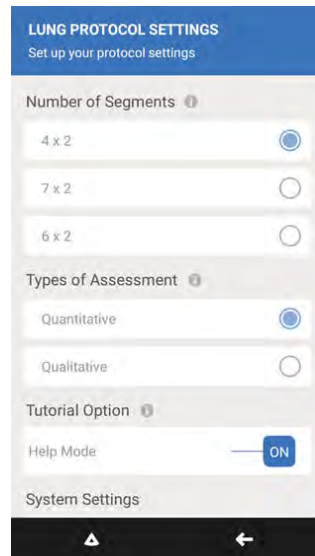 LUNG PROTOCOL SETTINGS
Set up your protocol settings
Number of Segments
4 x 2
7 x 2
6 x 2
Types of Assessment
Quantitative
Qualitative
Tutorial Option
Help Mode
ON
System Settings